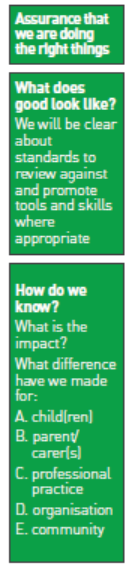 Assurance that
we are doing
the right things
What does
good look like?
We will be clear
about
standards to
review against
and promote
tools and skills
where
appropriate
How do we
know?
What is the
impact?
What difference
have we made
for:
A. child(ren)
B. parent/
carer(s)
C. professional
practice
D. organisation
E. community